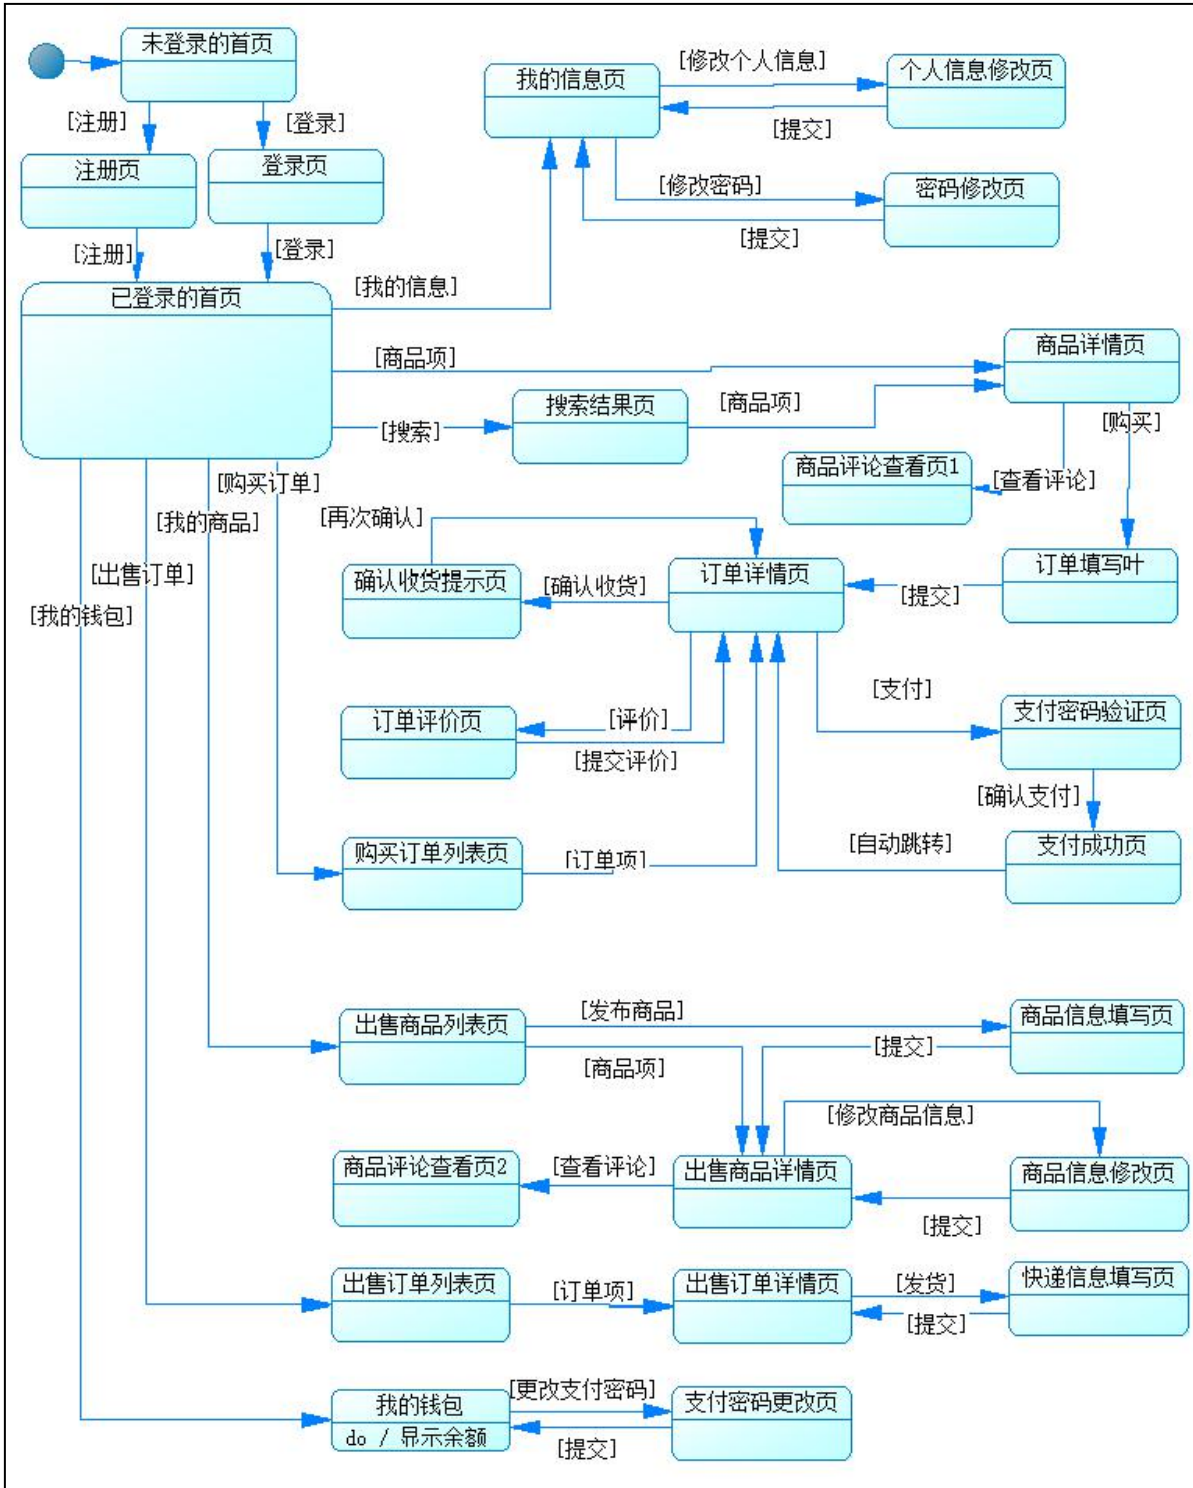 未登录的首页
[修改个人信息]
个人信息修改页
我的信息页
[注册]
[登录]
[提交]
注册页
登录页
[修改密码]
密码修改页
[提交]
[注册]
[登录]
[我的信息]
已登录的首页
[商品项]
商品详情页
搜索结果页
[商品项]
[购买]
[搜索]
商品评论查看页1
[查看评论]
[购买订单]
[再次确认]
[我的商品]
[出售订单]
确认收货提示页
[确认收货]
订单详情页
[提交]
订单填写叶
[我的钱包]
[支付]
订单评价页
[评价]
支付密码验证页
[提交评价]
[确认支付]
购买订单列表页
[订单项]
[自动跳转]
支付成功页
出售商品列表页
[发布商品]
商品信息填写页
[提交]
[商品项]
[修改商品信息]
商品评论查看页2
[查看评论]
出售商品详情页
商品信息修改页
[提交]
出售订单列表页
[订单项]
出售订单详情页
[发货]
快递信息填写页
[提交]
我的钱包
[更改支付密码]
支付密码更改页
do / 显示余额
[提交]